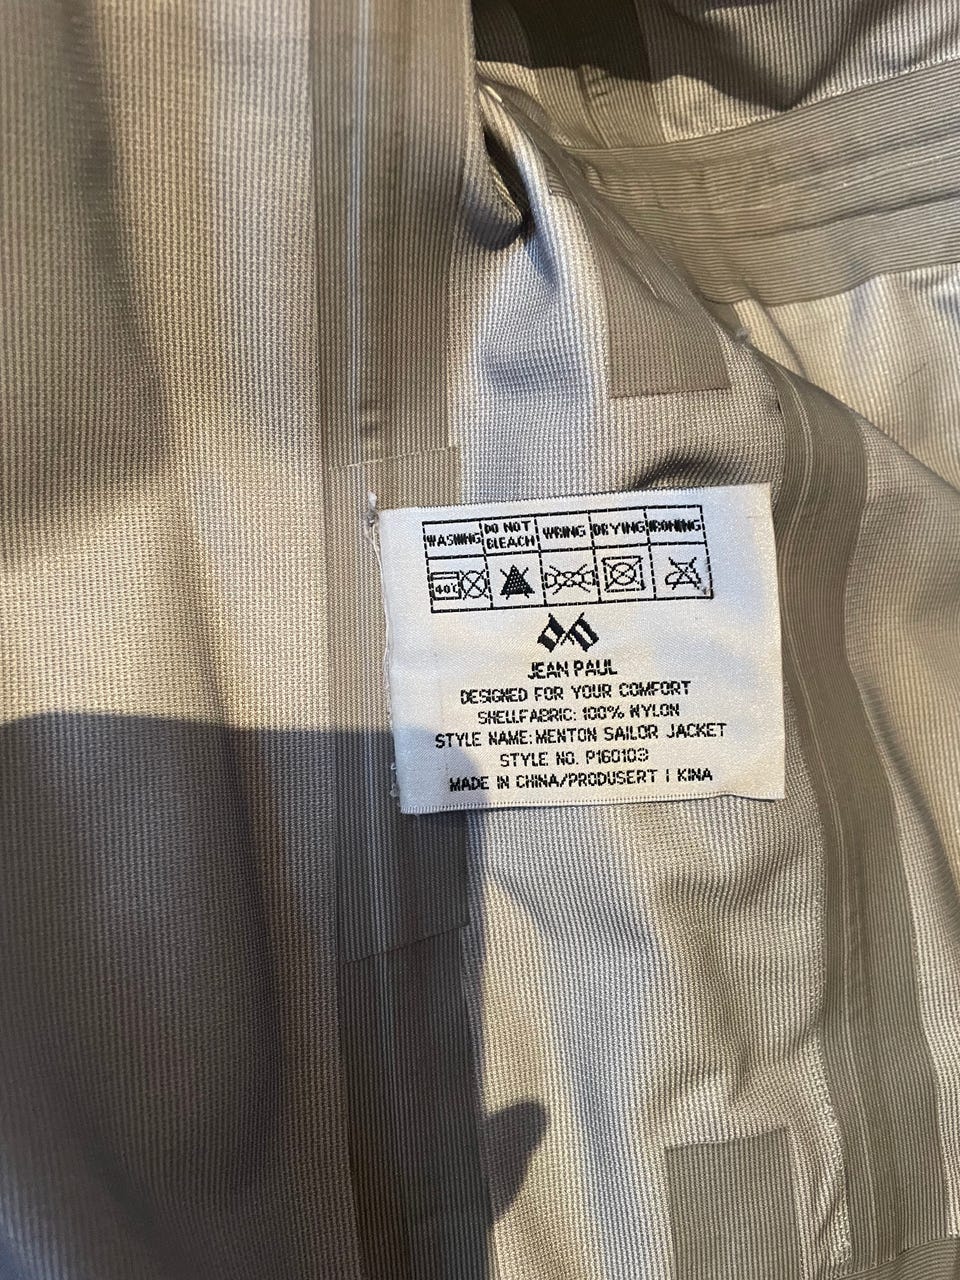 WASHING DO NOT BLEACH WRING DRYING IRONING
40°C
JEAN PAUL
DESIGNED FOR YOUR COMFORT
SHELLFABRIC: 100% NYLON
STYLE NAME: MENTON SAILOR JACKET
STYLE NO. P160103
MADE IN CHINA/PRODUSERT I KINA